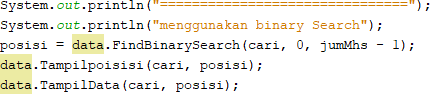 System.out.println("===============================");
System.out.println("menggunakan binary Search");
posisi = data.FindBinarySearch(cari, 0, jumMhs - 1);
data.Tampilpoisisi(cari, posisi);
data.TampilData(cari, posisi);